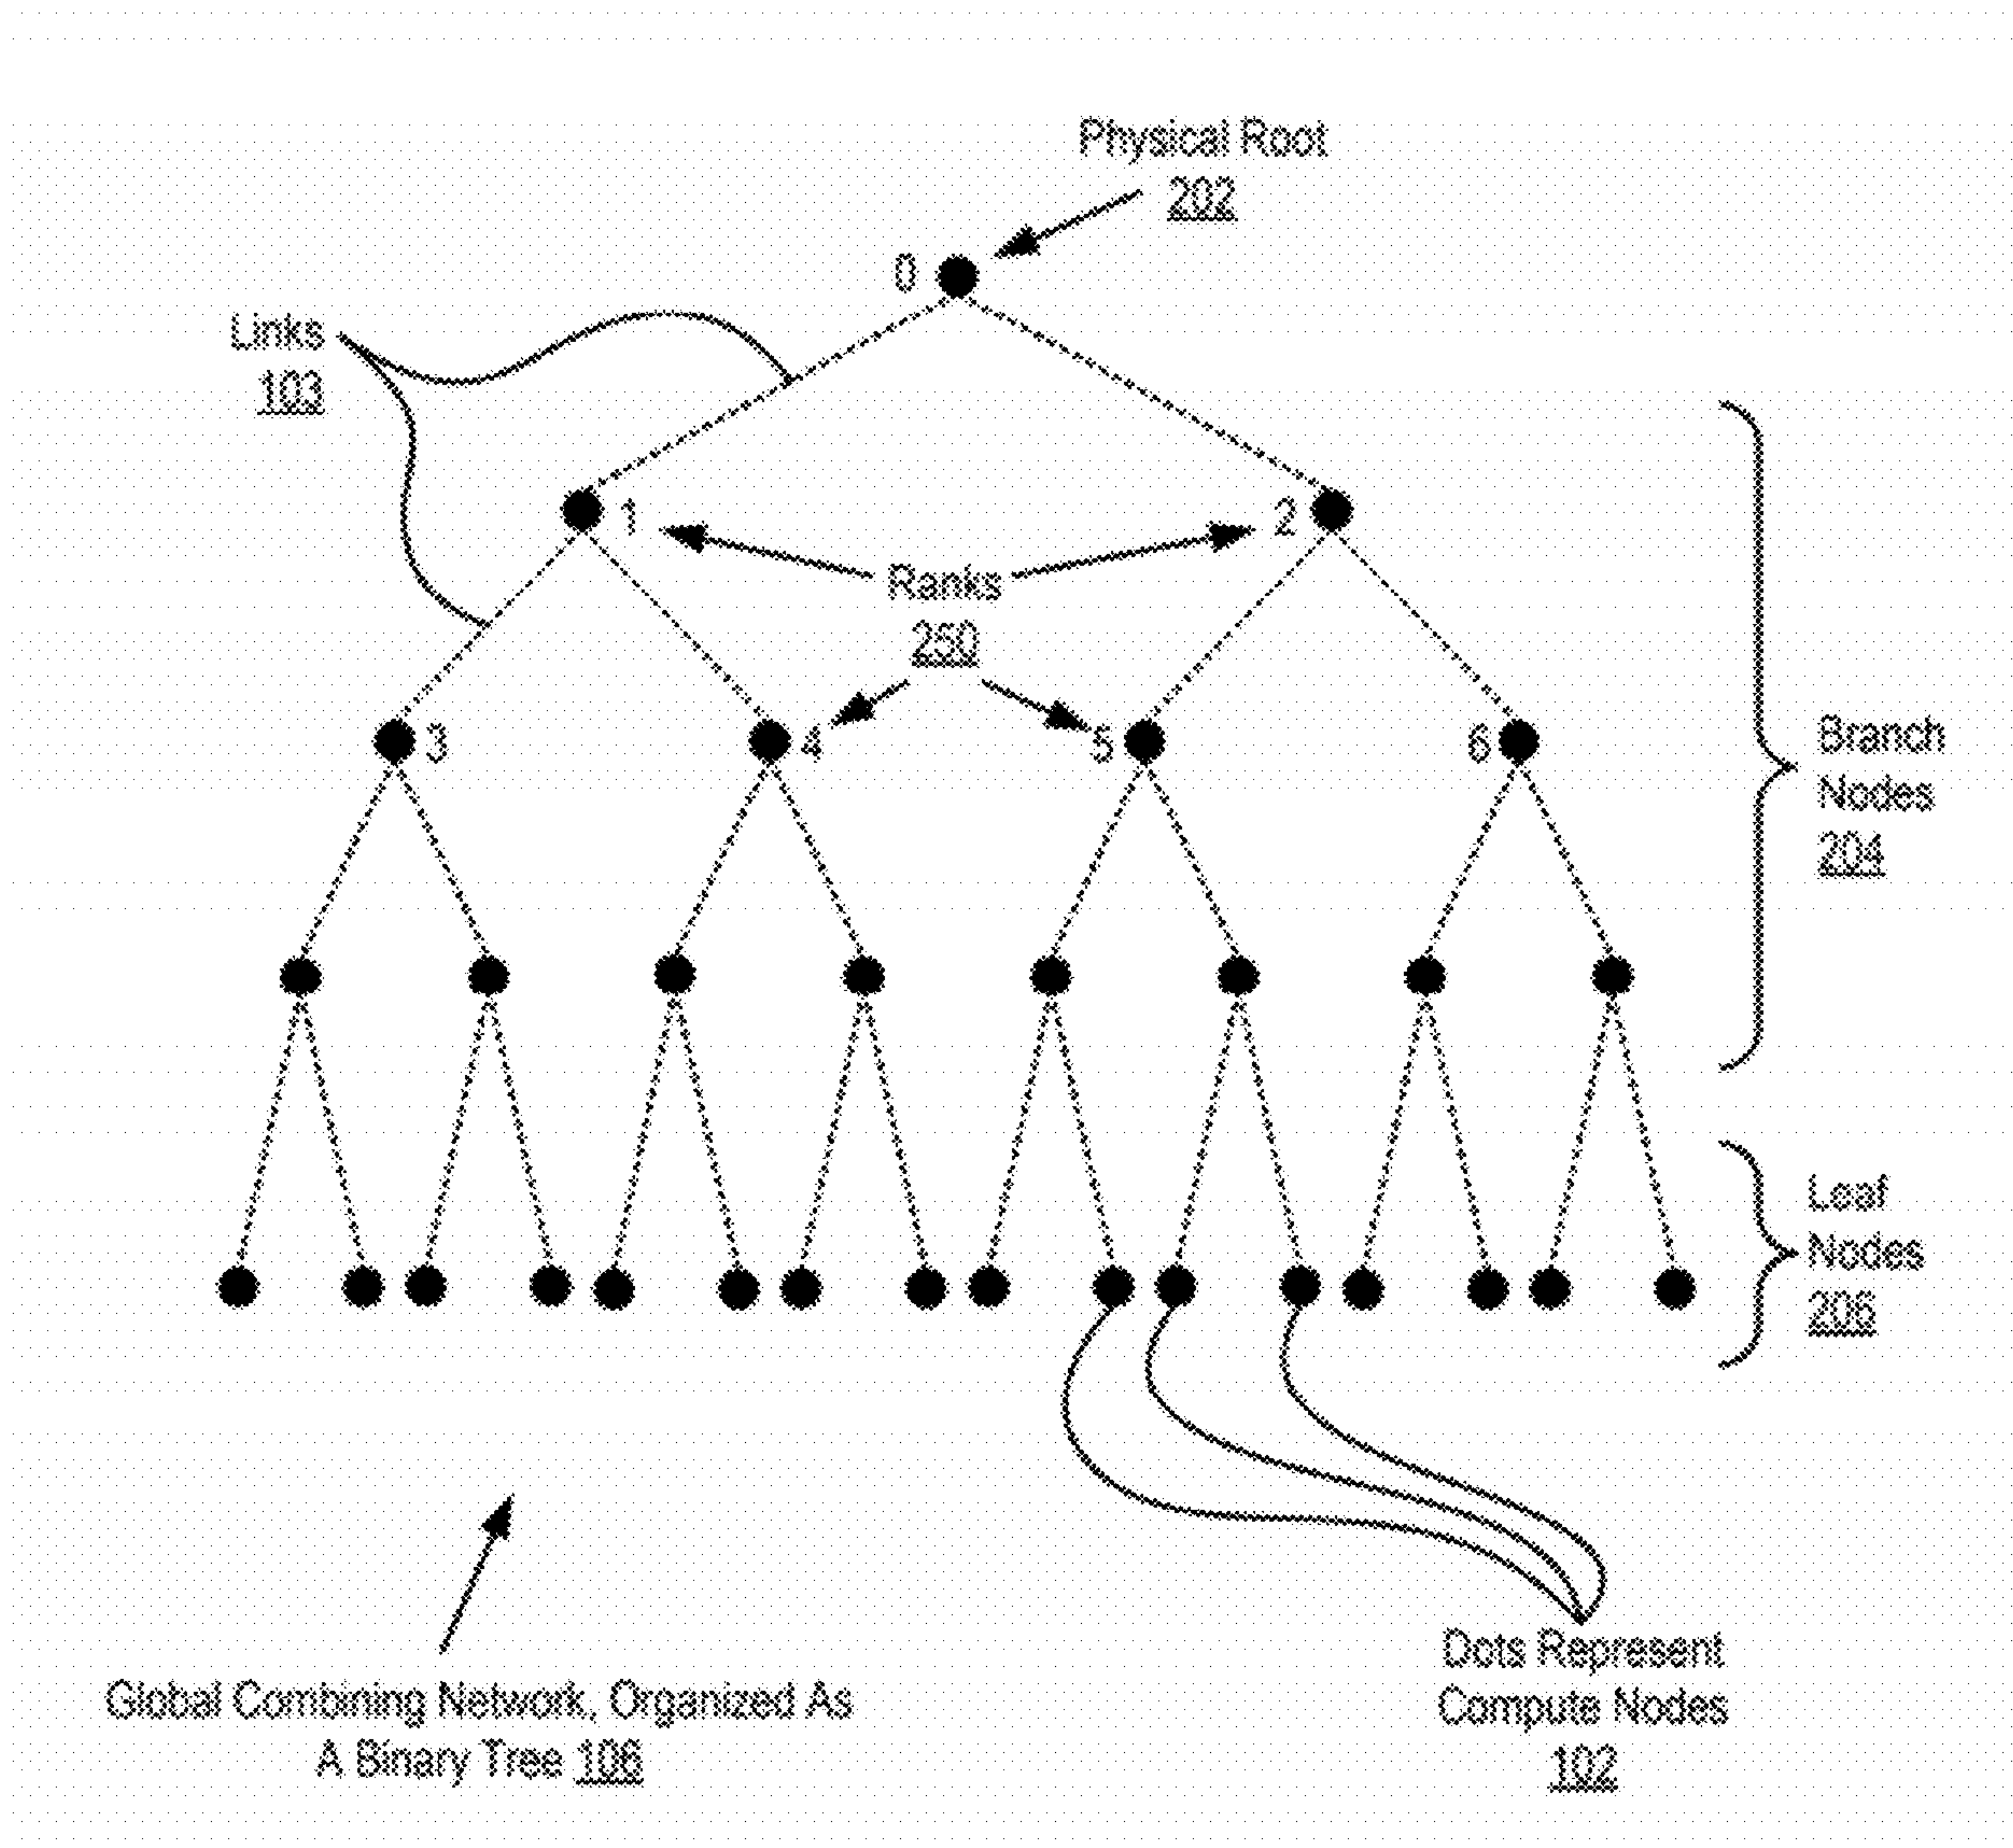 Physical Root
202
0
Links
103
1
2
Ranks
250
3
4
5
6
Branch
Nodes
204
Leaf
Nodes
206
Dots Represent
Compute Nodes
102
Global Combining Network, Organized As
A Binary Tree 106